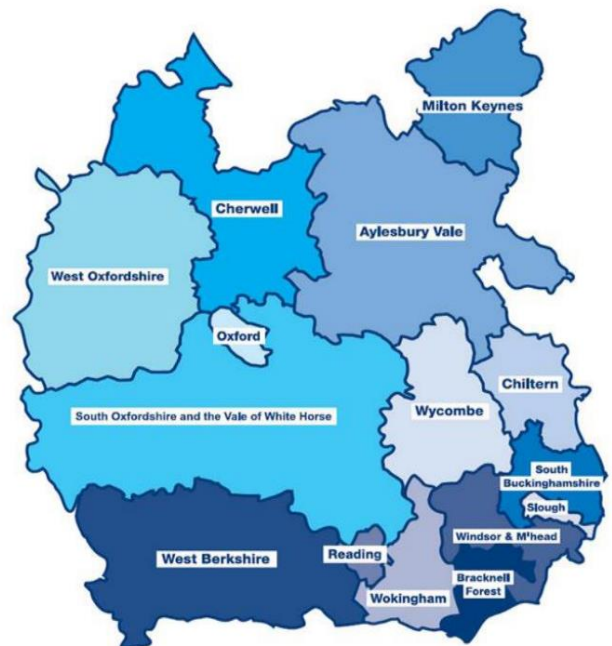 Milton Keynes
Cherwell
Aylesbury Vale
West Oxfordshire
Oxford
Chiltern
South Oxfordshire and the Vale of White Horse
Wycombe
South
Buckinghamshire
Slough
Windsor & M'head
West Berkshire
Reading
Bracknell
Forest
Wokingham